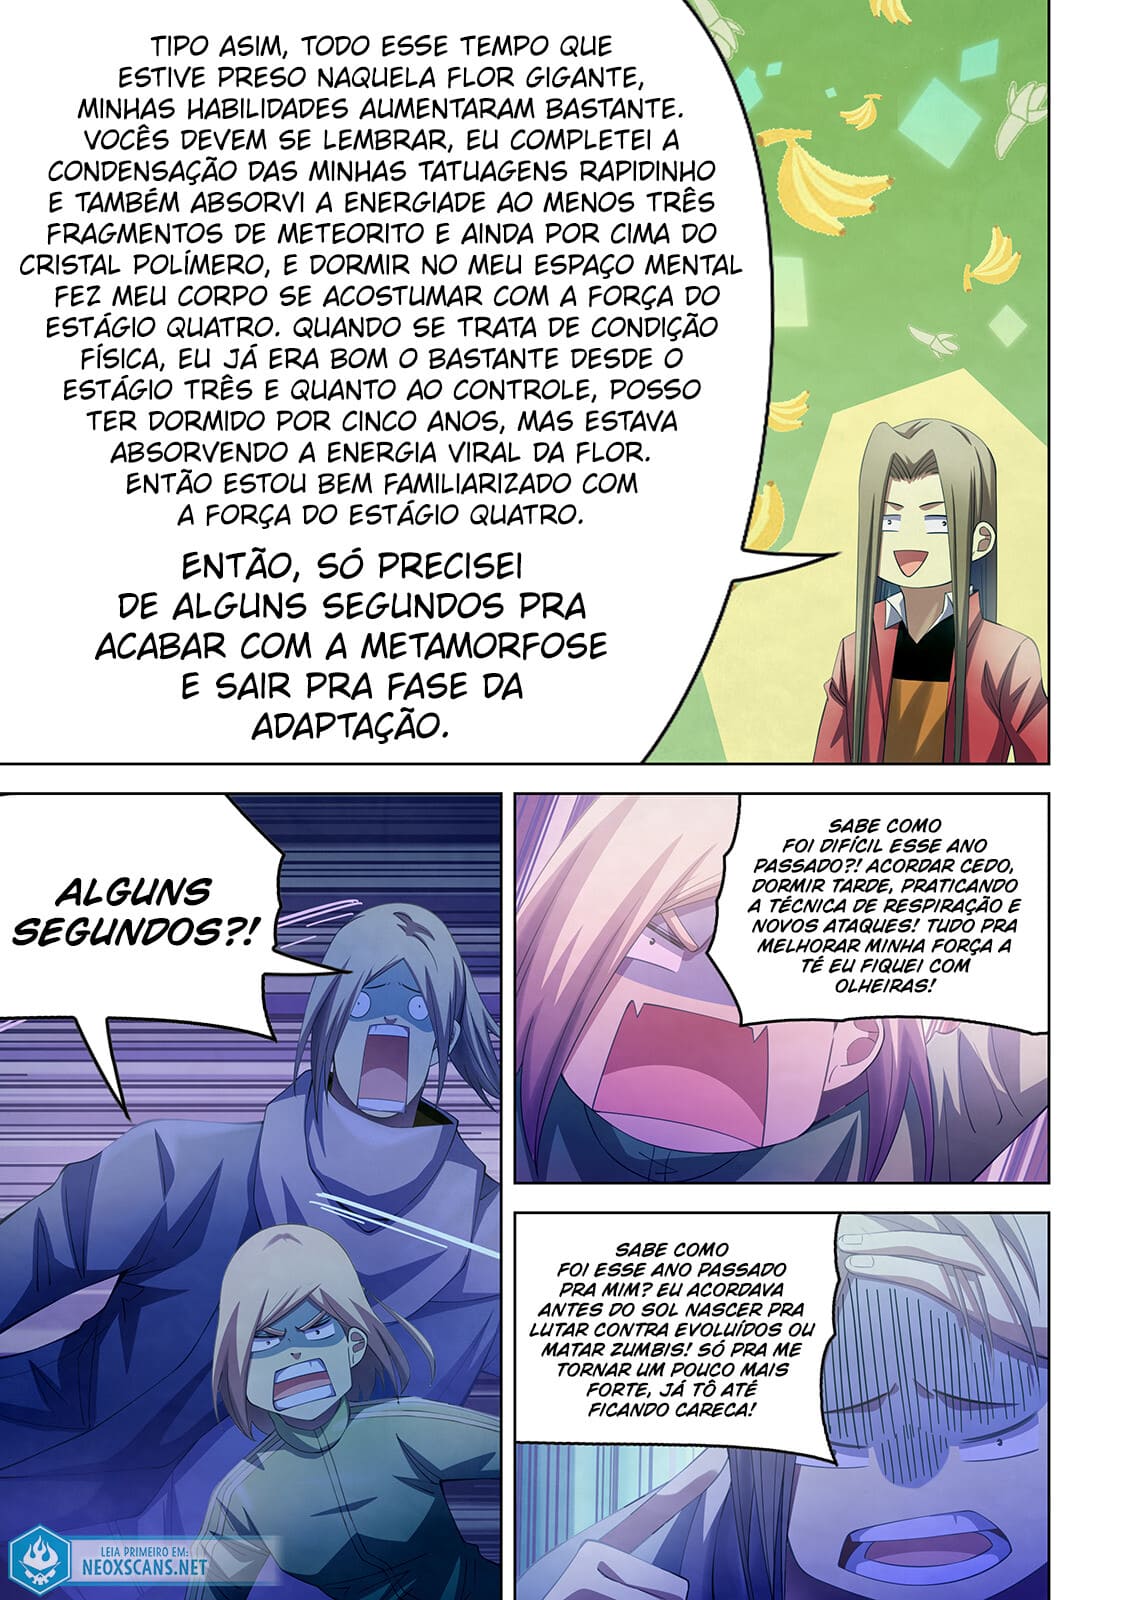 TIPO ASIM, TODO ESSE TEMPO QUE
ESTIVE PRESO NAQUELA FLOR GIGANTE,
MINHAS HABILIDADES AUMENTARAM BASTANTE.
VOCÊS DEVEM SE LEMBRAR, EU COMPLETEI A
CONDENSAÇÃO DAS MINHAS TATUAGENS RAPIDINHO
E TAMBÉM ABSORVI A ENERGIADE AO MENOS TRÊS
FRAGMENTOS DE METEORITO E AINDA POR CIMA DO
CRISTAL POLÍMERO, E DORMIR NO MEU ESPAÇO MENTAL
FEZ MEU CORPO SE ACOSTUMAR COM A FORÇA DO
ESTÁGIO QUATRO. QUANDO SE TRATA DE CONDIÇÃO
FÍSICA, EU JÁ ERA BOM O BASTANTE DESDE O
ESTÁGIO TRÊS E QUANTO AO CONTROLE, POSSO
TER DORMIDO POR CINCO ANOS, MAS ESTAVA
ABSORVENDO A ENERGIA VIRAL DA FLOR.
ENTÃO ESTOU BEM FAMILIARIZADO COM
A FORÇA DO ESTÁGIO QUATRO.
ENTÃO, SÓ PRECISEI
DE ALGUNS SEGUNDOS PRA
ACABAR COM A METAMORFOSE
E SAIR PRA FASE DA
ADAPTAÇÃO.
ALGUNS
SEGUNDOS?!
SABE COMO
FOI DIFÍCIL ESSE ANO
PASSADO?! ACORDAR CEDO,
DORMIR TARDE, PRATICANDO
A TÉCNICA DE RESPIRAÇÃO E
NOVOS ATAQUES! TUDO PRA
MELHORAR MINHA FORÇA A
TÉ EU FIQUEI COM
OLHEIRAS!
SABE COMO
FOI ESSE ANO PASSADO
PRA MIM? EU ACORDAVA
ANTES DO SOL NASCER PRA
LUTAR CONTRA EVOLUÍDOS OU
MATAR ZUMBIS! SÓ PRA ME
TORNAR UM POUCO MAIS
FORTE, JÁ TÔ ATÉ
FICANDO CARECA!
LEIA PRIMEIRO EM:
NEOXSCANS.NET